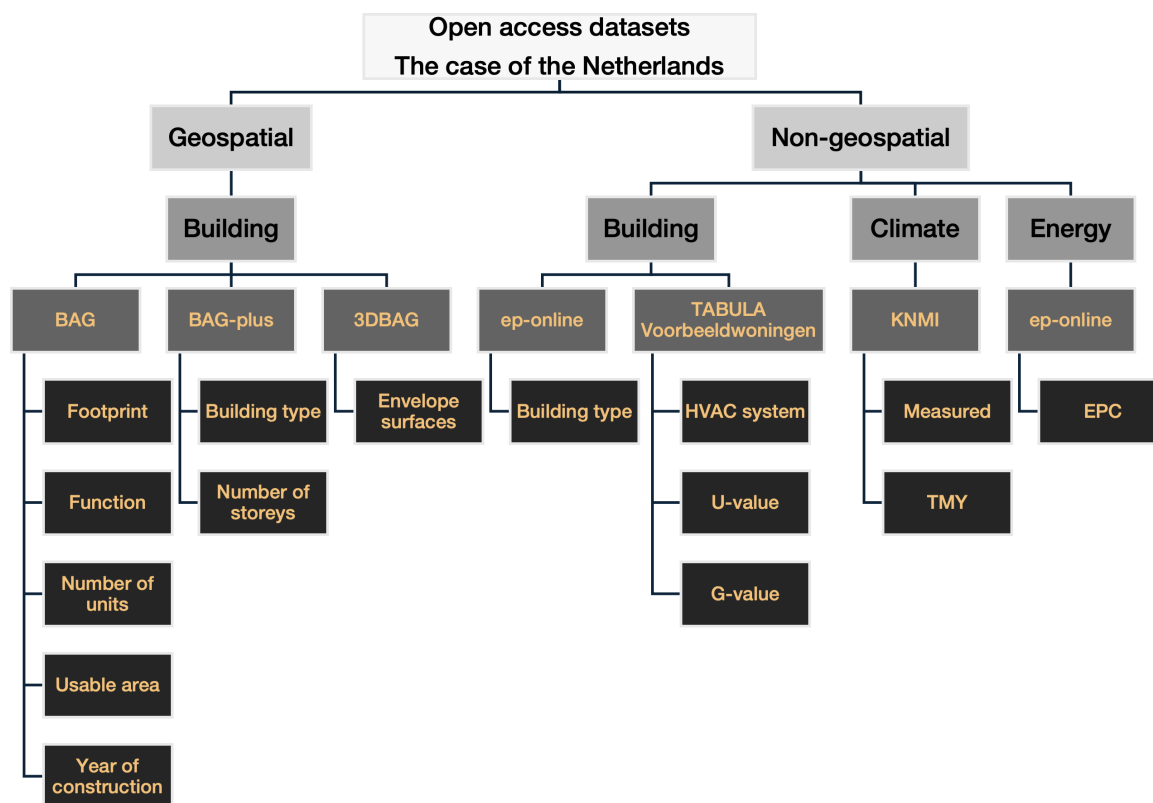 Open access datasets
The case of the Netherlands
Geospatial
Non-geospatial
Building
Building
Climate
Energy
BAG
BAG-plus
3DBAG
ep-online
TABULA
Voorbeeldwoningen
KNMI
ep-online
Footprint
Building type
Envelope
surfaces
Building type
HVAC system
Measured
EPC
Function
Number of
storeys
U-value
TMY
Number of
units
G-value
Usable area
Year of
construction